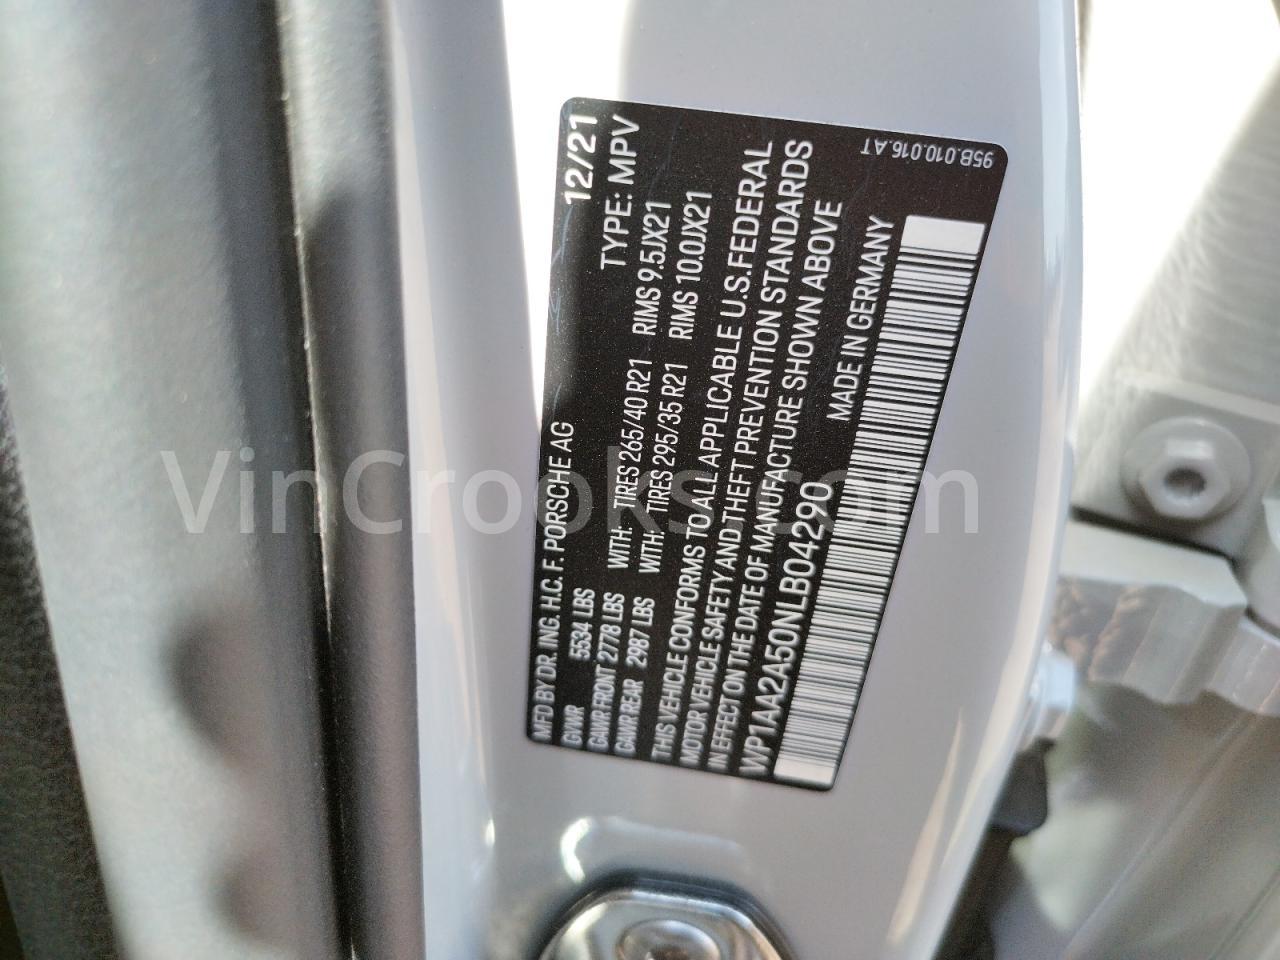 MFD BY DR. ING. H.C. F. PORSCHE AG 12/21
GVWR 5534 LBS TYPE: MPV
GAWR FRONT 2778 LBS WITH: TIRES 265/40 R21 RIMS 9.5JX21
GAWR REAR 2987 LBS WITH: TIRES 295/35 R21 RIMS 10.0JX21
THIS VEHICLE CONFORMS TO ALL APPLICABLE U.S.FEDERAL
MOTOR VEHICLE SAFETY AND THEFT PREVENTION STANDARDS
IN EFFECT ON THE DATE OF MANUFACTURE SHOWN ABOVE
WP1AA2A50NLB04290 MADE IN GERMANY
95B.010.016.AT
VinCrooks.com